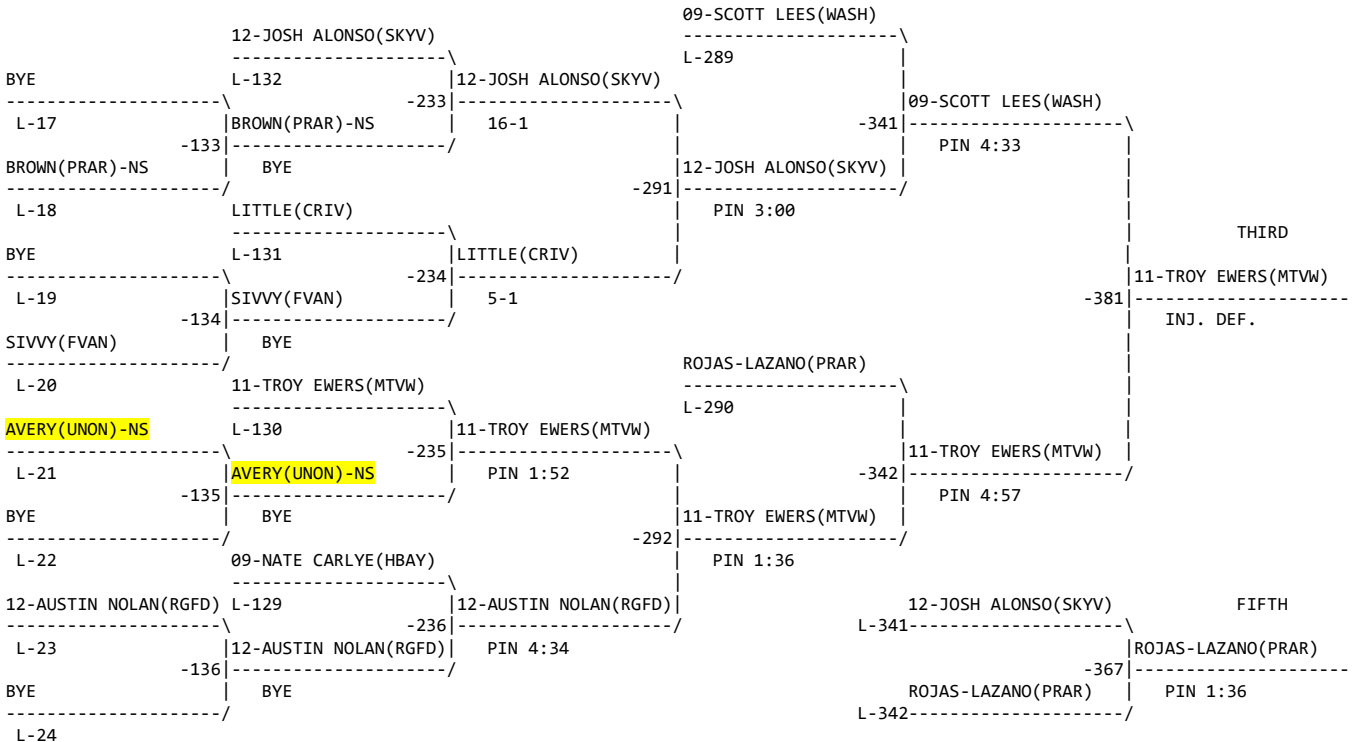 09-SCOTT LEES(WASH)
12-JOSH ALONSO(SKYV) ---------------------\
---------------------\ L-289 |
BYE L-132 |12-JOSH ALONSO(SKYV) |
---------------------\ -233|---------------------\ |09-SCOTT LEES(WASH)
L-17 |BROWN(PRAR)-NS | 16-1 | -341|---------------------\
-133|---------------------/ | | PIN 4:33 |
BROWN(PRAR)-NS | BYE |12-JOSH ALONSO(SKYV) | |
---------------------/ -291|---------------------/ |
L-18 LITTLE(CRIV) | PIN 3:00 |
---------------------\ | | THIRD
BYE L-131 |LITTLE(CRIV) | |
---------------------\ -234|---------------------/ |11-TROY EWERS(MTVW)
L-19 |SIVVY(FVAN) | 5-1 -381|---------------------
-134|---------------------/ | INJ. DEF.
SIVVY(FVAN) | BYE |
---------------------/ ROJAS-LAZANO(PRAR) |
L-20 11-TROY EWERS(MTVW) ---------------------\ |
---------------------\ L-290 | |
AVERY(UNON)-NS L-130 |11-TROY EWERS(MTVW) | |
---------------------\ -235|---------------------\ |11-TROY EWERS(MTVW) |
L-21 |AVERY(UNON)-NS | PIN 1:52 | -342|---------------------/
-135|---------------------/ | | PIN 4:57
BYE | BYE |11-TROY EWERS(MTVW) |
---------------------/ -292|---------------------/
L-22 09-NATE CARLYE(HBAY) | PIN 1:36
---------------------\ |
12-AUSTIN NOLAN(RGFD) L-129 |12-AUSTIN NOLAN(RGFD)| 12-JOSH ALONSO(SKYV) FIFTH
---------------------\ -236|---------------------/ L-341---------------------\
L-23 |12-AUSTIN NOLAN(RGFD)| PIN 4:34 |ROJAS-LAZANO(PRAR)
-136|---------------------/ -367|---------------------
BYE | BYE ROJAS-LAZANO(PRAR) | PIN 1:36
---------------------/ L-342---------------------/
L-24